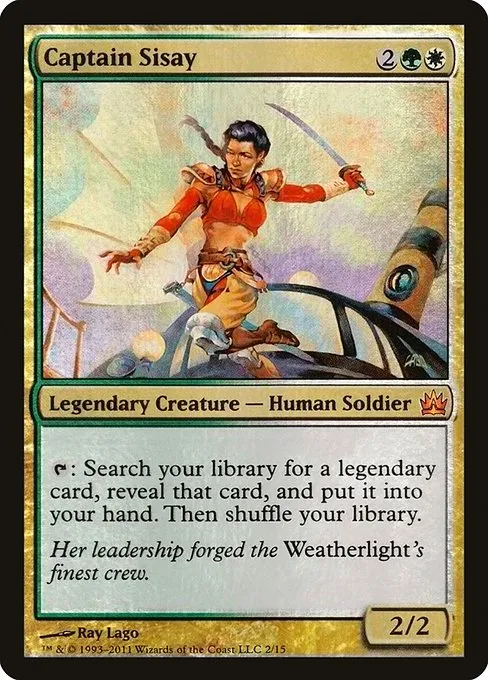 Captain Sisay 2
Legendary Creature — Human Soldier
: Search your library for a legendary
card, reveal that card, and put it into
your hand. Then shuffle your library.
Her leadership forged the Weatherlight's
finest crew.
2/2
Ray Lago
™ & © 1993–2011 Wizards of the Coast LLC 2/15